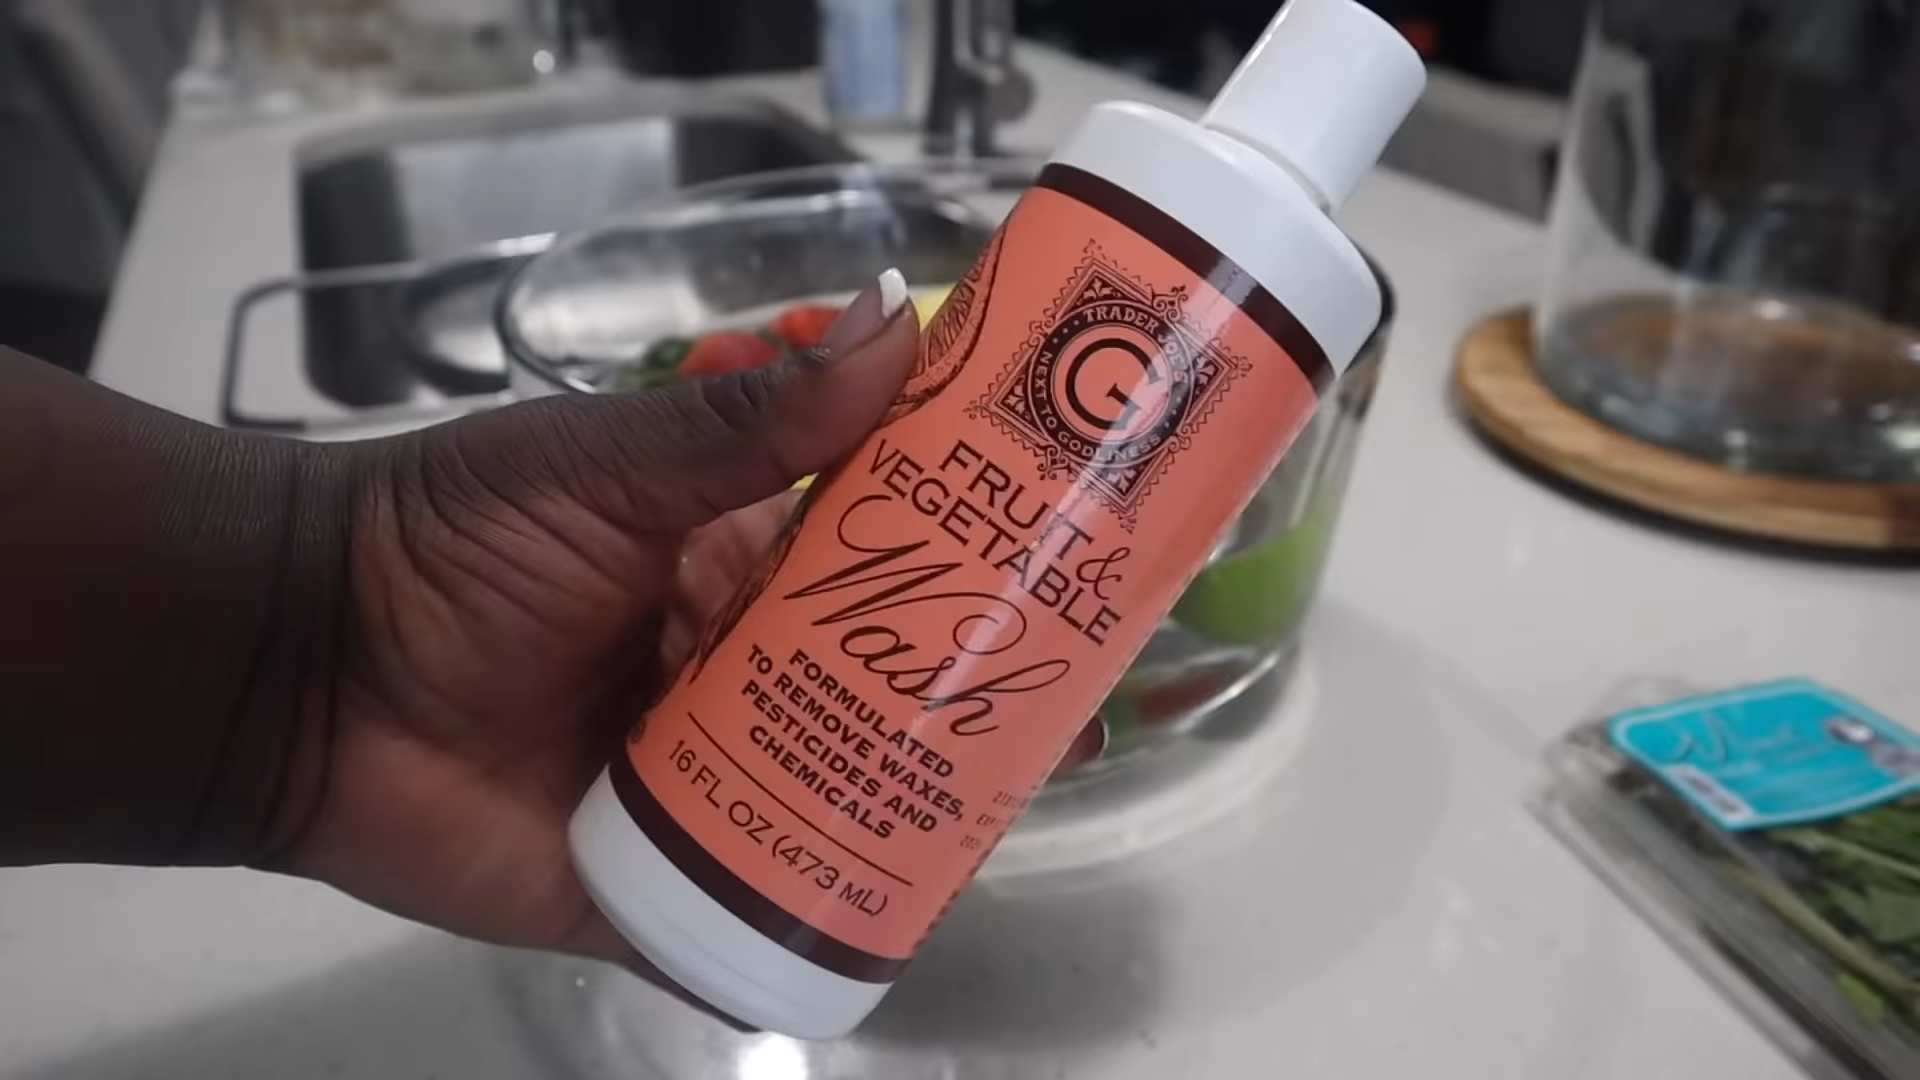 TRADER JOE'S
G
NEXT TO GODLINESS
FRUIT &
VEGETABLE
Wash
FORMULATED
TO REMOVE WAXES,
PESTICIDES AND
CHEMICALS
16 FL OZ (473 mL)